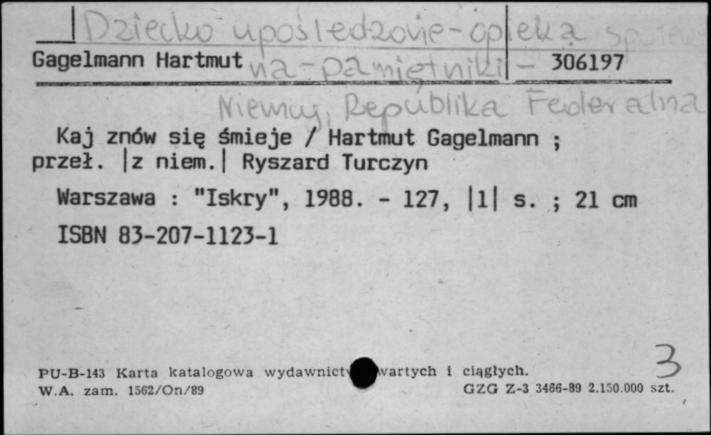 Dziecko upośledzone - opieka społe
Gagelmann Hartmut na - pamiętniki - 306197
Niemcy, Republika Federalna
Kaj znów się śmieje / Hartmut Gagelmann ;
przeł. |z niem.| Ryszard Turczyn
Warszawa : "Iskry", 1988. - 127, |1| s. ; 21 cm
ISBN 83-207-1123-1
3
PU-B-143 Karta katalogowa wydawnict wartych i ciągłych.
W.A. zam. 1562/On/89 GZG Z-3 3466-89 2.150.000 szt.